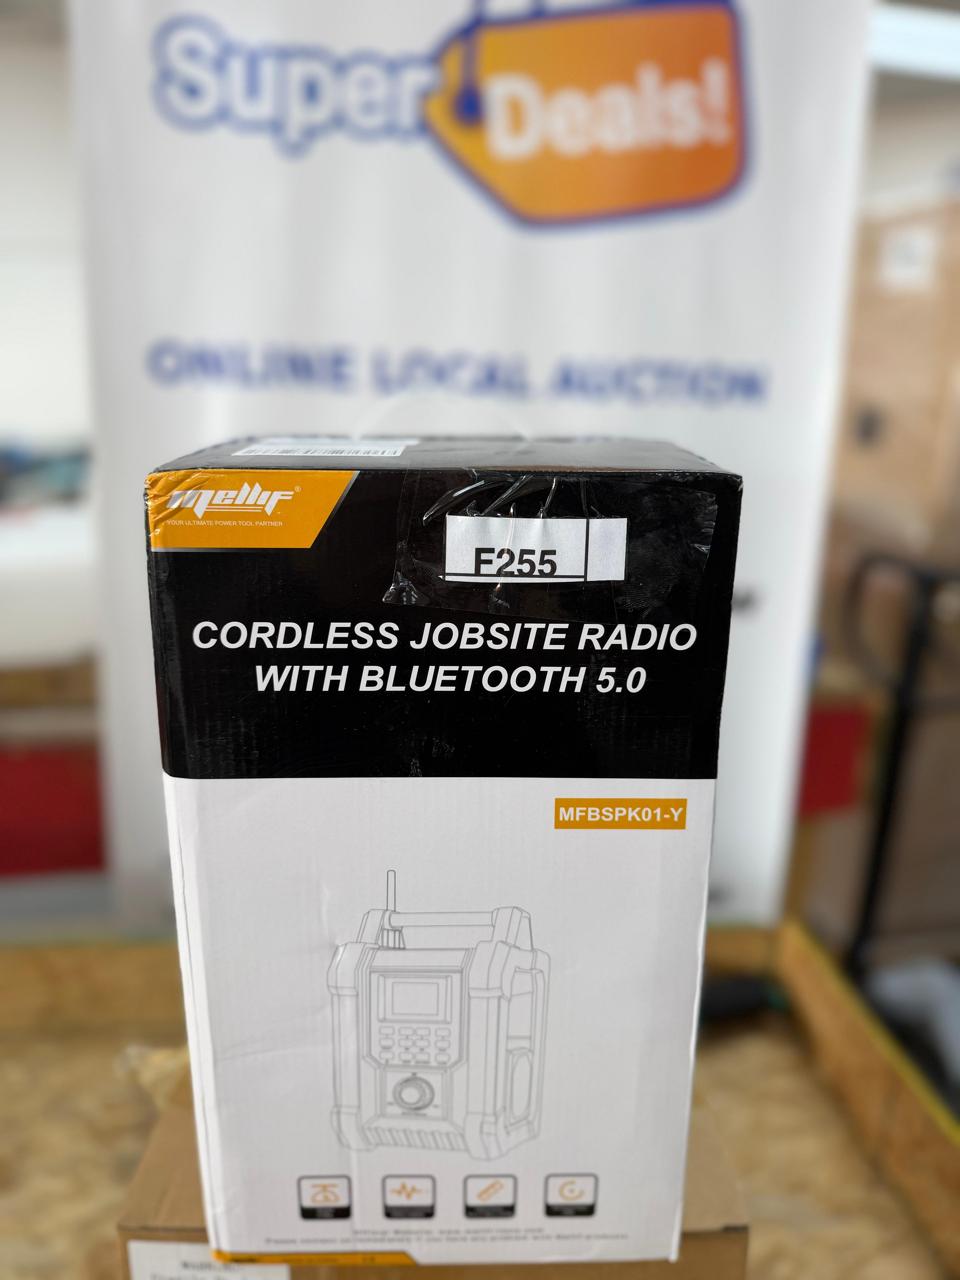 Super Deals!
ONLINE LOCAL AUCTION
mellif®
YOUR ULTIMATE POWER TOOL PARTNER
F255
CORDLESS JOBSITE RADIO
WITH BLUETOOTH 5.0
MFBSPK01-Y